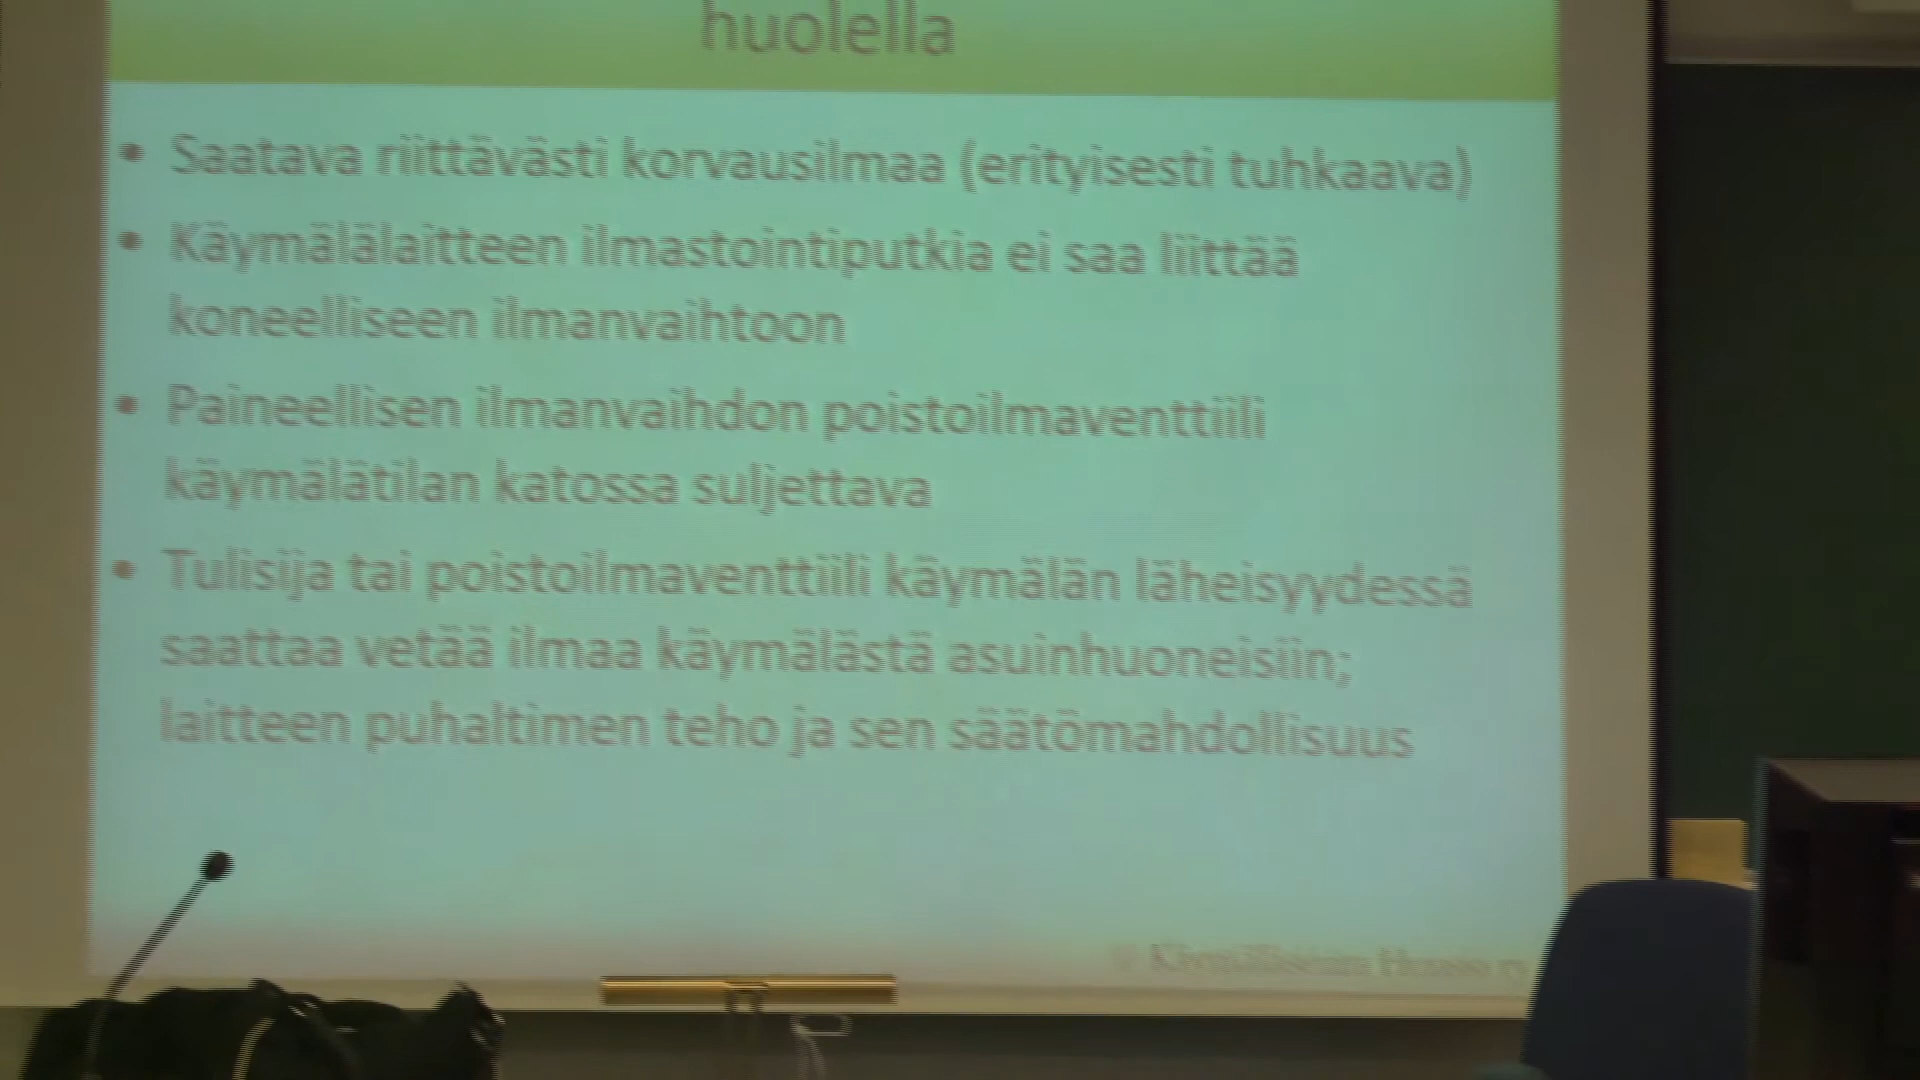 huolella
• Saatava riittävästi korvausilmaa (erityisesti tuhkaava)
• Käymälälaitteen ilmastointiputkia ei saa liittää
koneelliseen ilmanvaihtoon
• Paineellisen ilmanvaihdon poistoilmaventtiili
käymälätilan katossa suljettava
• Tulisija tai poistoilmaventtiili käymälän läheisyydessä
saattaa vetää ilmaa käymälästä asuinhuoneisiin;
laitteen puhaltimen teho ja sen säätömahdollisuus